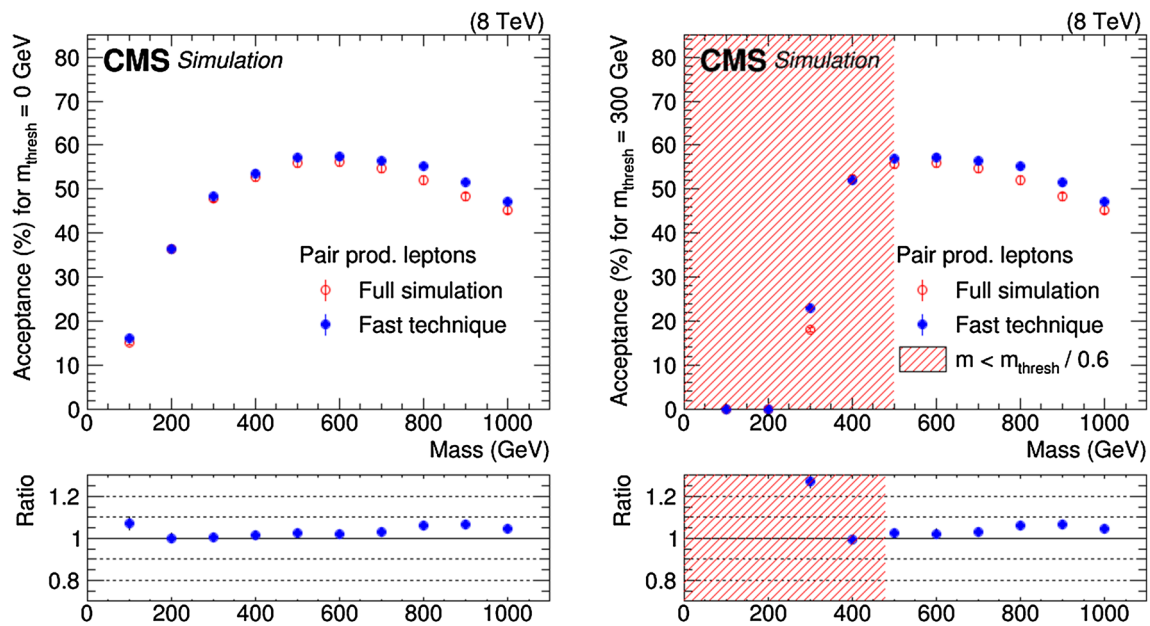 (8 TeV)
CMS Simulation
Acceptance (%) for m_thresh = 0 GeV
80
70
60
50
40
30
20
10
0
Pair prod. leptons
Full simulation
Fast technique
0 200 400 600 800 1000
Mass (GeV)
Ratio
1.2
1
0.8
0 200 400 600 800 1000
(8 TeV)
CMS Simulation
Acceptance (%) for m_thresh = 300 GeV
80
70
60
50
40
30
20
10
0
Pair prod. leptons
Full simulation
Fast technique
m < m_thresh / 0.6
0 200 400 600 800 1000
Mass (GeV)
Ratio
1.2
1
0.8
0 200 400 600 800 1000